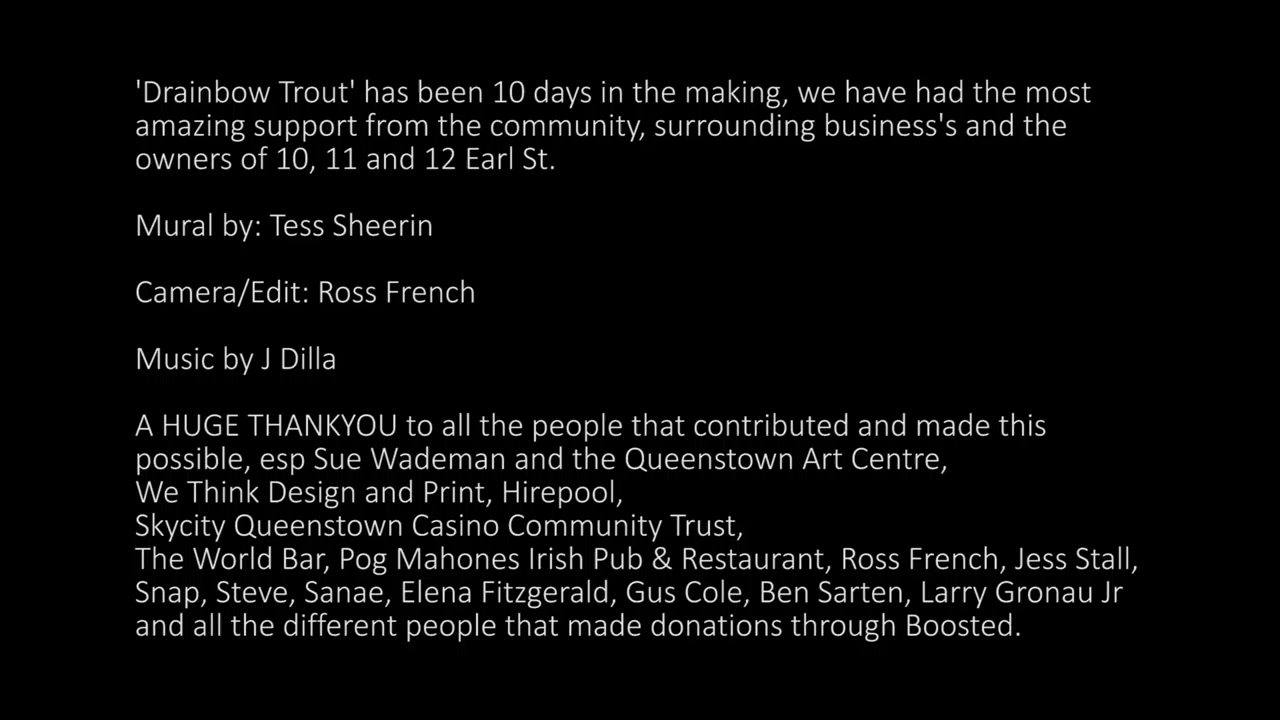 'Drainbow Trout' has been 10 days in the making, we have had the most
amazing support from the community, surrounding business's and the
owners of 10, 11 and 12 Earl St.
Mural by: Tess Sheerin
Camera/Edit: Ross French
Music by J Dilla
A HUGE THANKYOU to all the people that contributed and made this
possible, esp Sue Wademan and the Queenstown Art Centre,
We Think Design and Print, Hirepool,
Skycity Queenstown Casino Community Trust,
The World Bar, Pog Mahones Irish Pub & Restaurant, Ross French, Jess Stall,
Snap, Steve, Sanae, Elena Fitzgerald, Gus Cole, Ben Sarten, Larry Gronau Jr
and all the different people that made donations through Boosted.